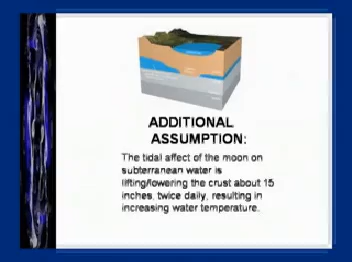 ADDITIONAL
ASSUMPTION:
The tidal affect of the moon on
subterranean water is
lifting/lowering the crust about 15
inches, twice daily, resulting in
increasing water temperature.